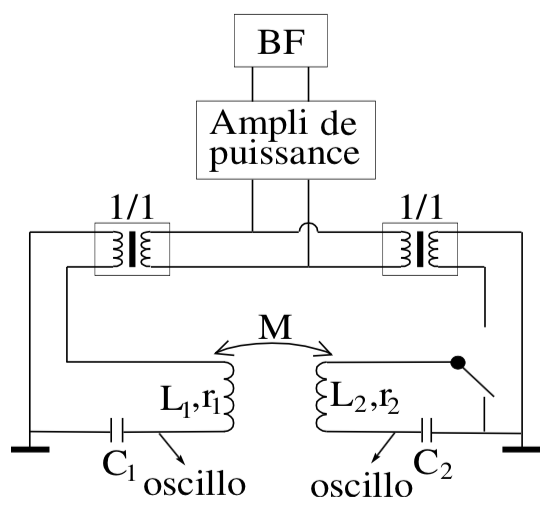 BF
Ampli de
puissance
1/1
1/1
M
L1,r1
L2,r2
C1
oscillo
oscillo
C2